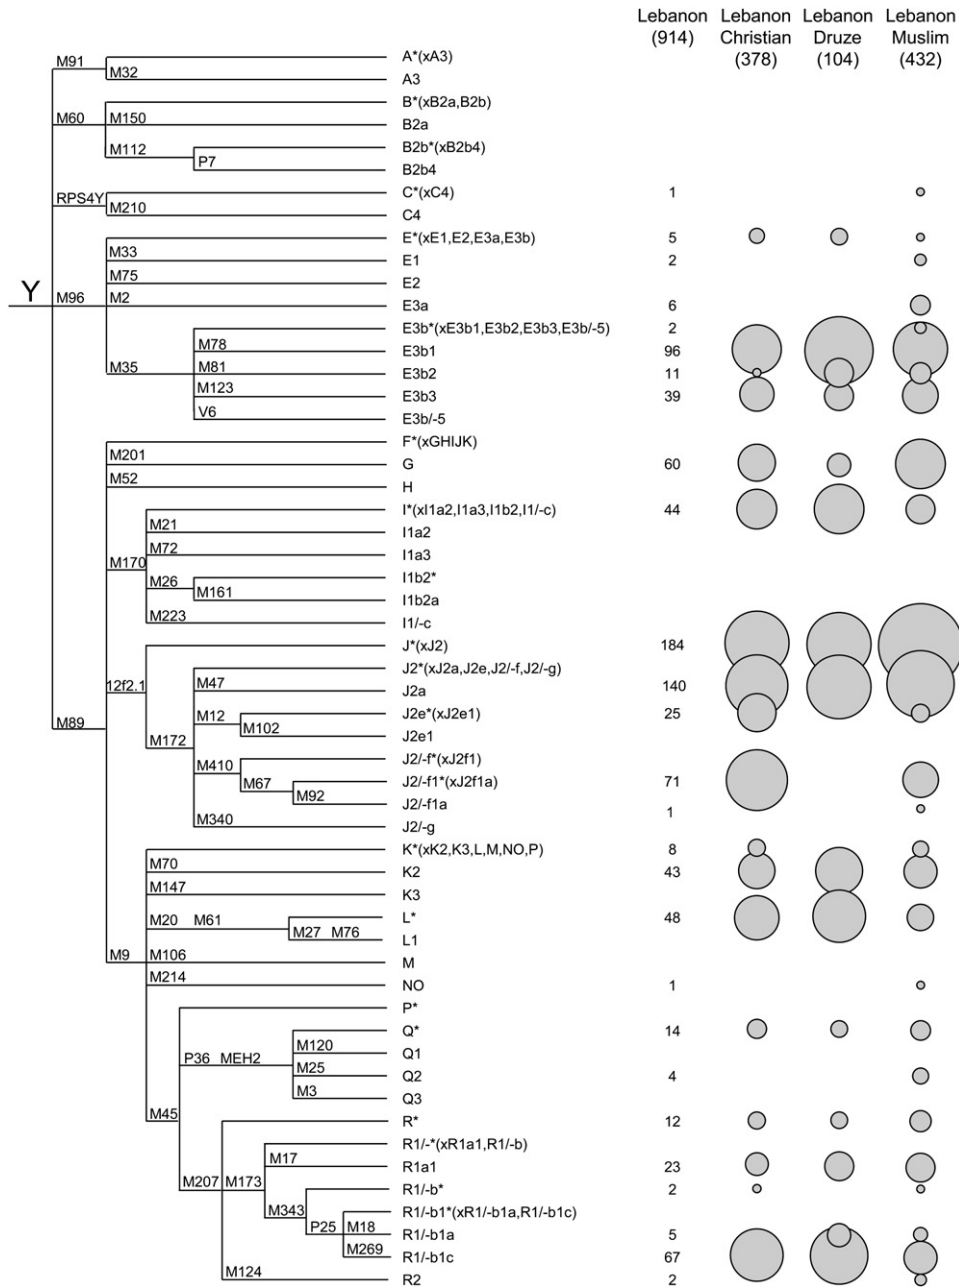 Lebanon Lebanon Lebanon Lebanon
Christian Druze Muslim
(914) (378) (104) (432)
M91 A*(xA3)
M32 A3
B*(xB2a,B2b)
M60 M150 B2a
M112 B2b*(xB2b4)
P7 B2b4
RPS4Y C*(xC4) 1
M210 C4
E*(xE1,E2,E3a,E3b) 5
M33 E1 2
M75 E2
Y M96 M2 E3a 6
E3b*(xE3b1,E3b2,E3b3,E3b/-5) 2
M78 E3b1 96
M35 M81 E3b2 11
M123 E3b3 39
V6 E3b/-5
F*(xGHIJK)
M201 G 60
M52 H
I*(xI1a2,I1a3,I1b2,I1/-c) 44
M21 I1a2
M170 M72 I1a3
M26 I1b2*
M161 I1b2a
M223 I1/-c
J*(xJ2) 184
12f2.1 J2*(xJ2a,J2e,J2/-f,J2/-g) 140
M47 J2a
M89 M12 J2e*(xJ2e1) 25
M172 M102 J2e1
M410 J2/-f*(xJ2f1)
M67 J2/-f1*(xJ2f1a) 71
M92 J2/-f1a 1
M340 J2/-g
K*(xK2,K3,L,M,NO,P) 8
M70 K2 43
M147 K3
M20 M61 L* 48
M27 M76 L1
M9 M106 M
M214 NO 1
P*
Q* 14
P36 MEH2 M120 Q1
M25 Q2 4
M3 Q3
M45 R* 12
R1/-*(xR1a1,R1/-b)
M17 R1a1 23
M207 M173 R1/-b* 2
M343 R1/-b1*(xR1/-b1a,R1/-b1c)
P25 M18 R1/-b1a 5
M269 R1/-b1c 67
M124 R2 2